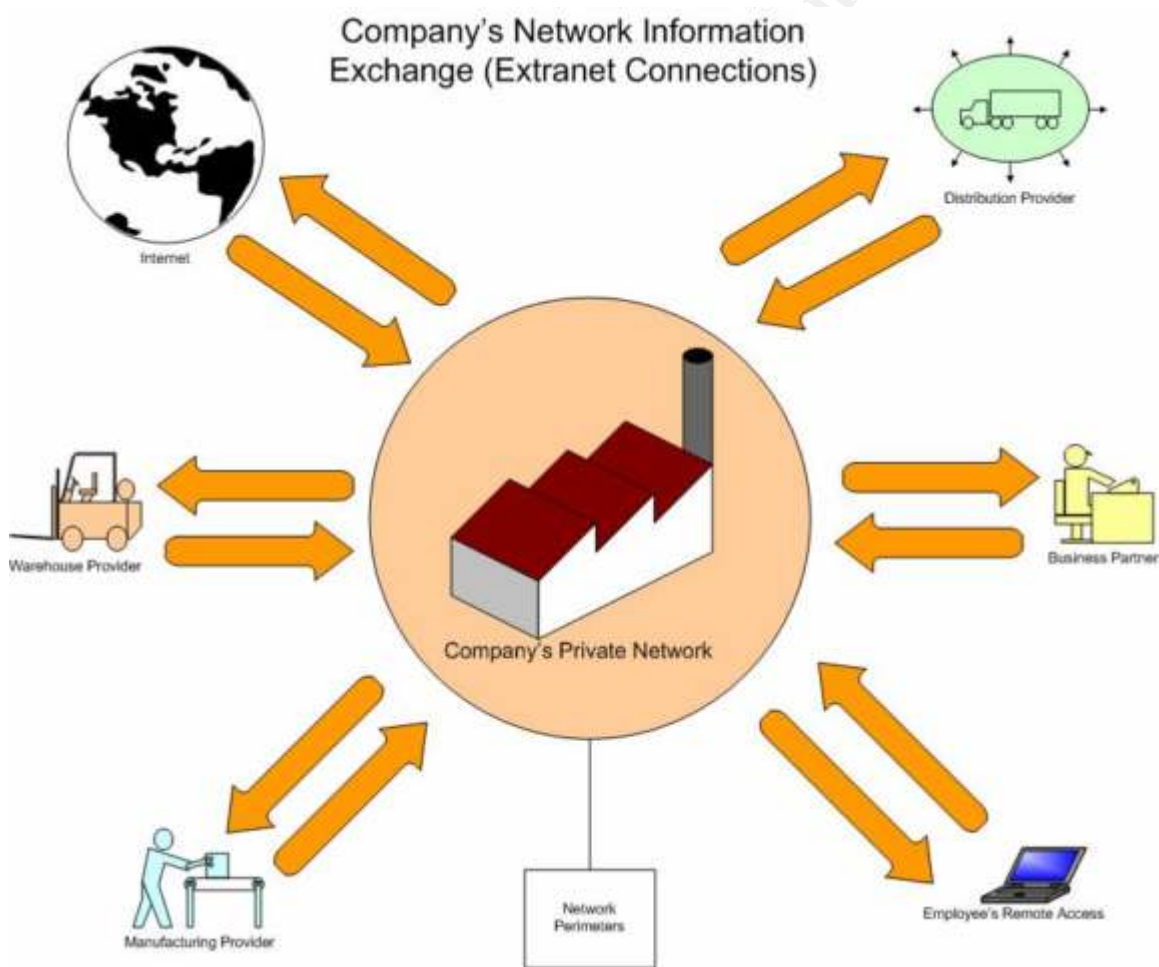 Company's Network Information
Exchange (Extranet Connections)
Internet
Distribution Provider
Warehouse Provider
Business Partner
Company's Private Network
Manufacturing Provider
Network
Perimeters
Employee's Remote Access